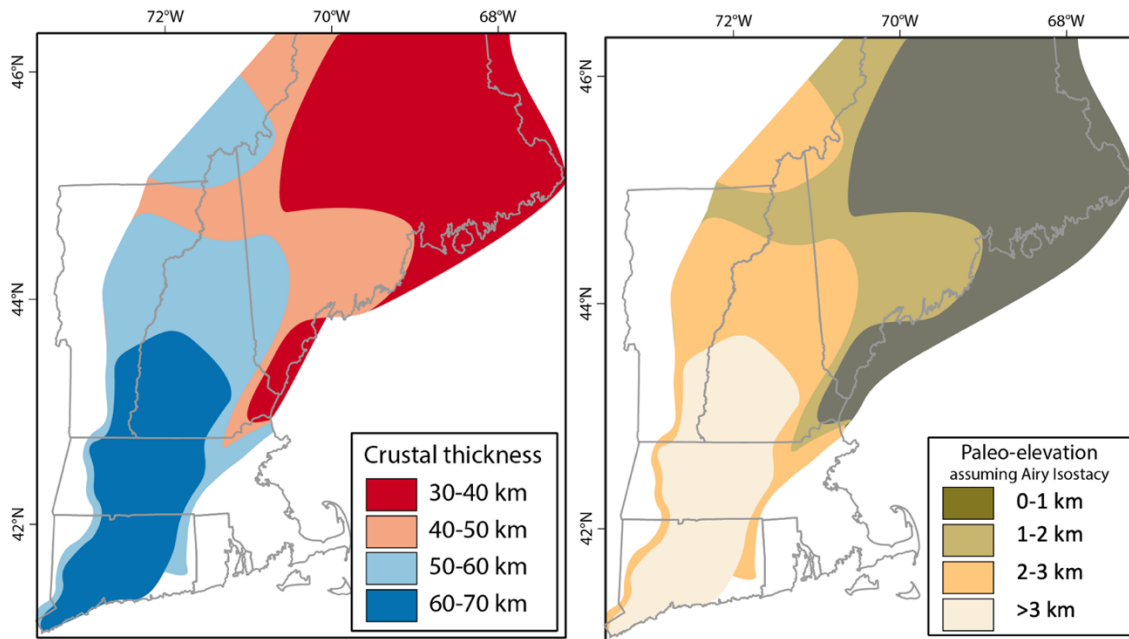 72°W 70°W 68°W
46°N
44°N
42°N
Crustal thickness
30-40 km
40-50 km
50-60 km
60-70 km
72°W 70°W 68°W
46°N
44°N
42°N
Paleo-elevation
assuming Airy Isostacy
0-1 km
1-2 km
2-3 km
>3 km